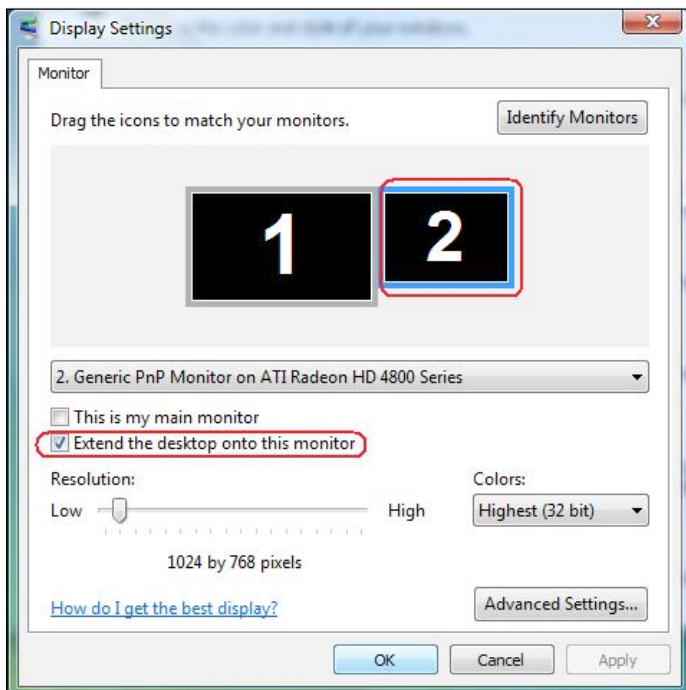 Display Settings
Monitor
Drag the icons to match your monitors.
Identify Monitors
1
2
2. Generic PnP Monitor on ATI Radeon HD 4800 Series
This is my main monitor
Extend the desktop onto this monitor
Resolution:
Colors:
Low
High
Highest (32 bit)
1024 by 768 pixels
How do I get the best display?
Advanced Settings...
OK
Cancel
Apply